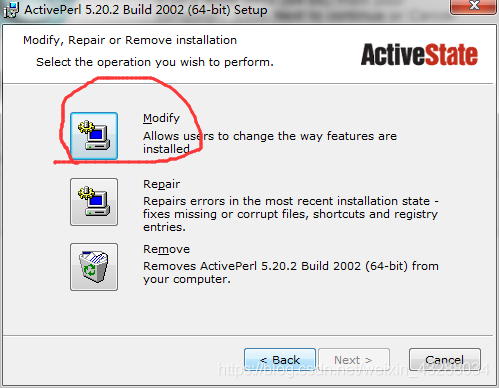 ActivePerl 5.20.2 Build 2002 (64-bit) Setup
Modify, Repair or Remove installation
Select the operation you wish to perform.
ActiveState
Modify
Allows users to change the way features are
installed.
Repair
Repairs errors in the most recent installation state -
fixes missing or corrupt files, shortcuts and registry
entries.
Remove
Removes ActivePerl 5.20.2 Build 2002 (64-bit) from
your computer.
< Back
Next >
Cancel
https://blog.csdn.net/weixin_43288034